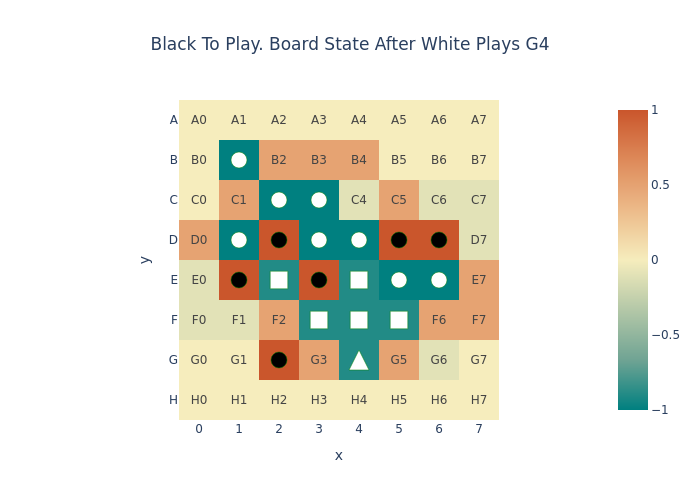 Black To Play. Board State After White Plays G4
A A0 A1 A2 A3 A4 A5 A6 A7
B B0 B2 B3 B4 B5 B6 B7
C C0 C1 C4 C5 C6 C7
D D0 D7
E E0 E7
F F0 F1 F2 F6 F7
G G0 G1 G3 G5 G6 G7
H H0 H1 H2 H3 H4 H5 H6 H7
0 1 2 3 4 5 6 7
x
y
1
0.5
0
−0.5
−1